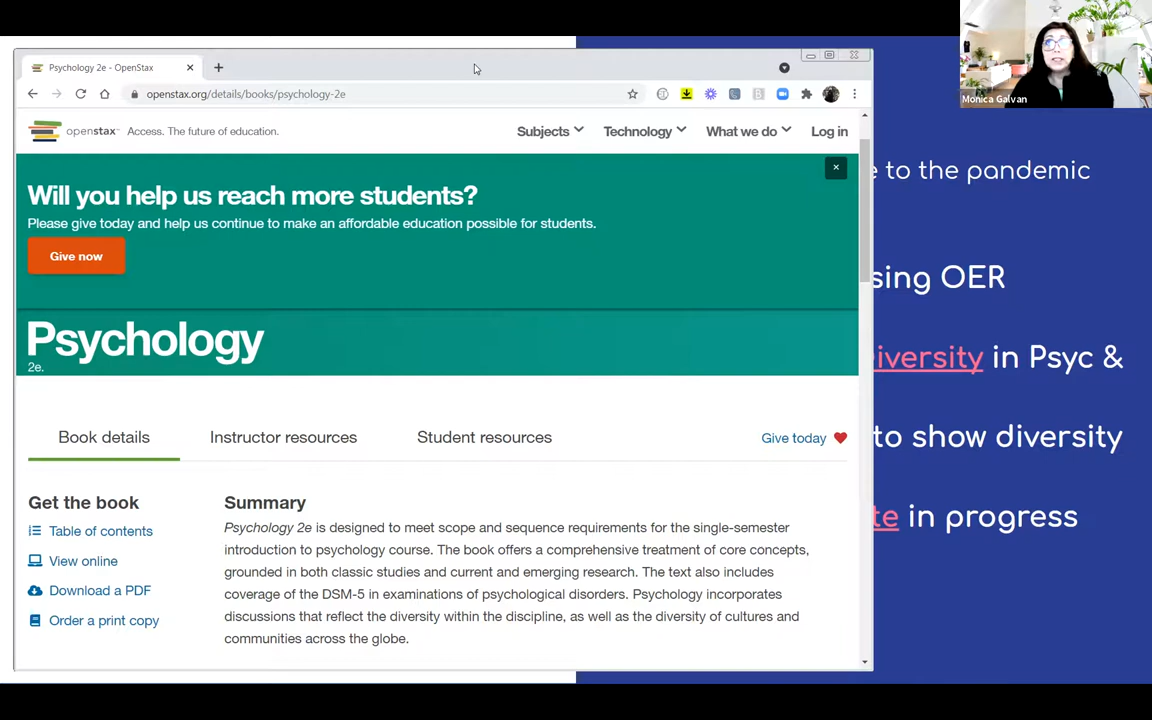 Psychology 2e - OpenStax
openstax.org/details/books/psychology-2e
openstax™ Access. The future of education.
Subjects Technology What we do Log in
Will you help us reach more students?
Please give today and help us continue to make an affordable education possible for students.
Give now
Psychology
2e.
Book details Instructor resources Student resources Give today
Get the book
Table of contents
View online
Download a PDF
Order a print copy
Summary
Psychology 2e is designed to meet scope and sequence requirements for the single-semester
introduction to psychology course. The book offers a comprehensive treatment of core concepts,
grounded in both classic studies and current and emerging research. The text also includes
coverage of the DSM-5 in examinations of psychological disorders. Psychology incorporates
discussions that reflect the diversity within the discipline, as well as the diversity of cultures and
communities across the globe.
Monica Galvan
e to the pandemic
sing OER
iversity in Psyc &
to show diversity
te in progress